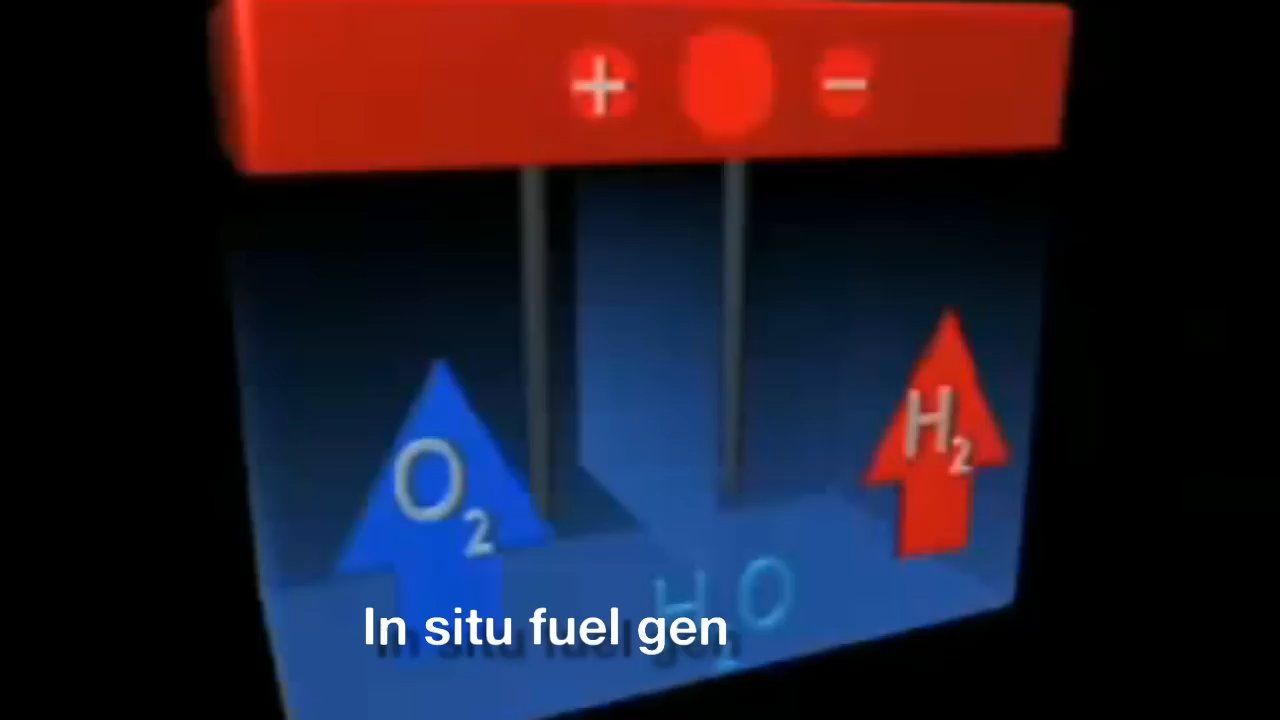 + −
H₂
O₂
H₂O
In situ fuel gen